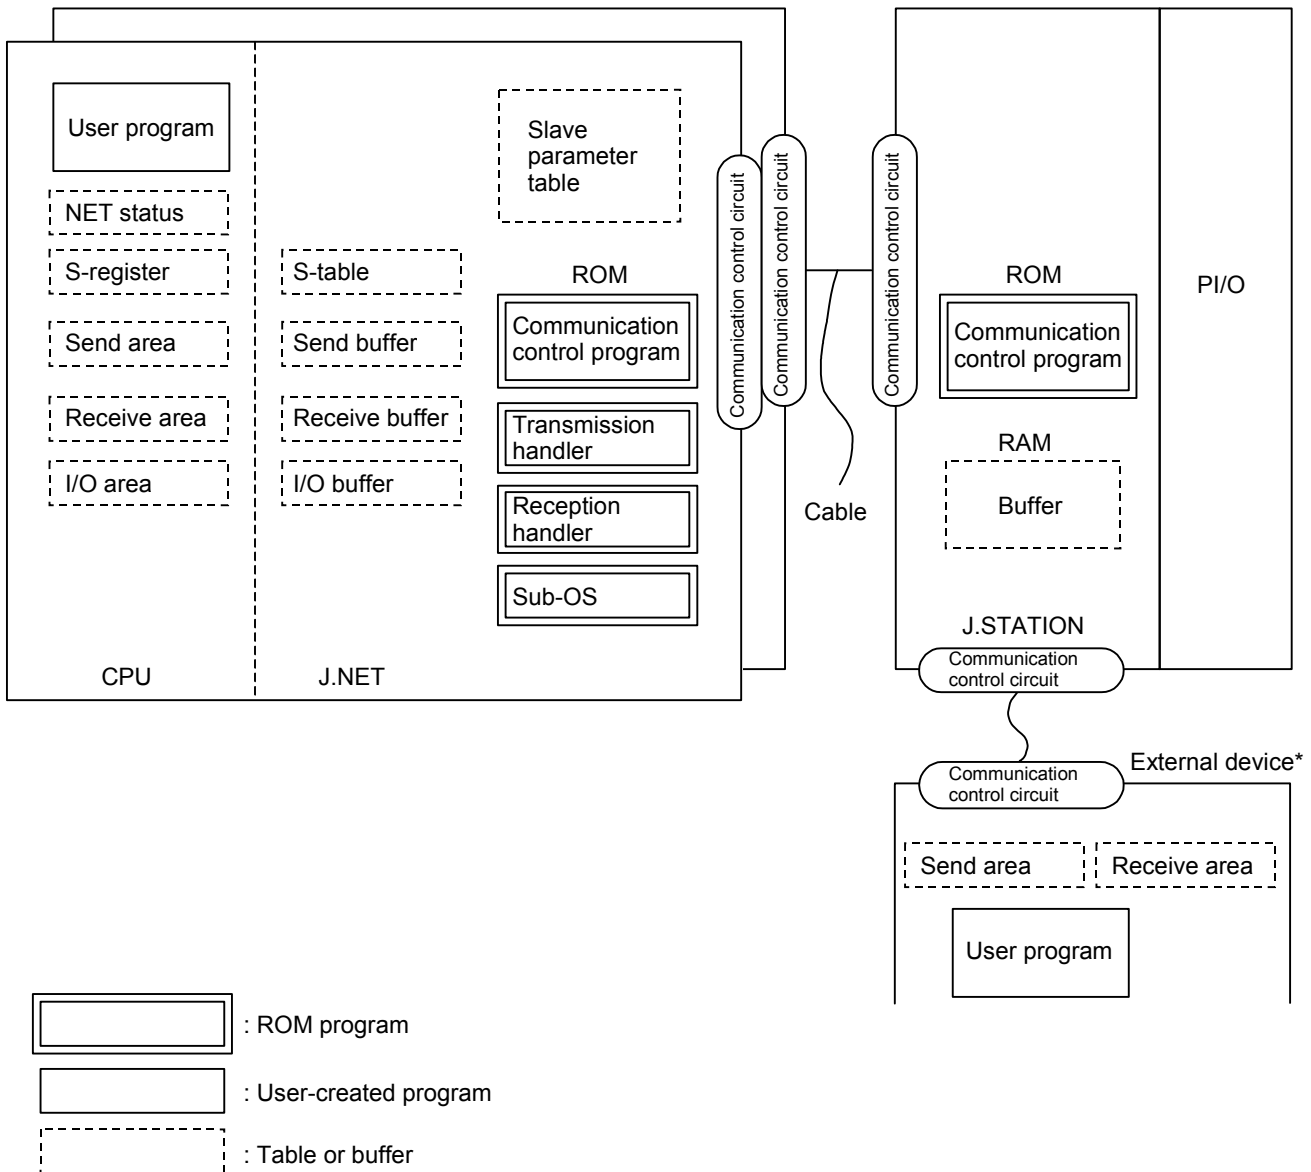 User program
NET status
S-register
Send area
Receive area
I/O area
CPU
S-table
Send buffer
Receive buffer
I/O buffer
J.NET
Slave
parameter
table
ROM
Communication
control program
Transmission
handler
Reception
handler
Sub-OS
Communication control circuit
Communication control circuit
Cable
Communication control circuit
ROM
Communication
control program
RAM
Buffer
J.STATION
PI/O
Communication
control circuit
Communication
control circuit
External device*
Send area
Receive area
User program
: ROM program
: User-created program
: Table or buffer